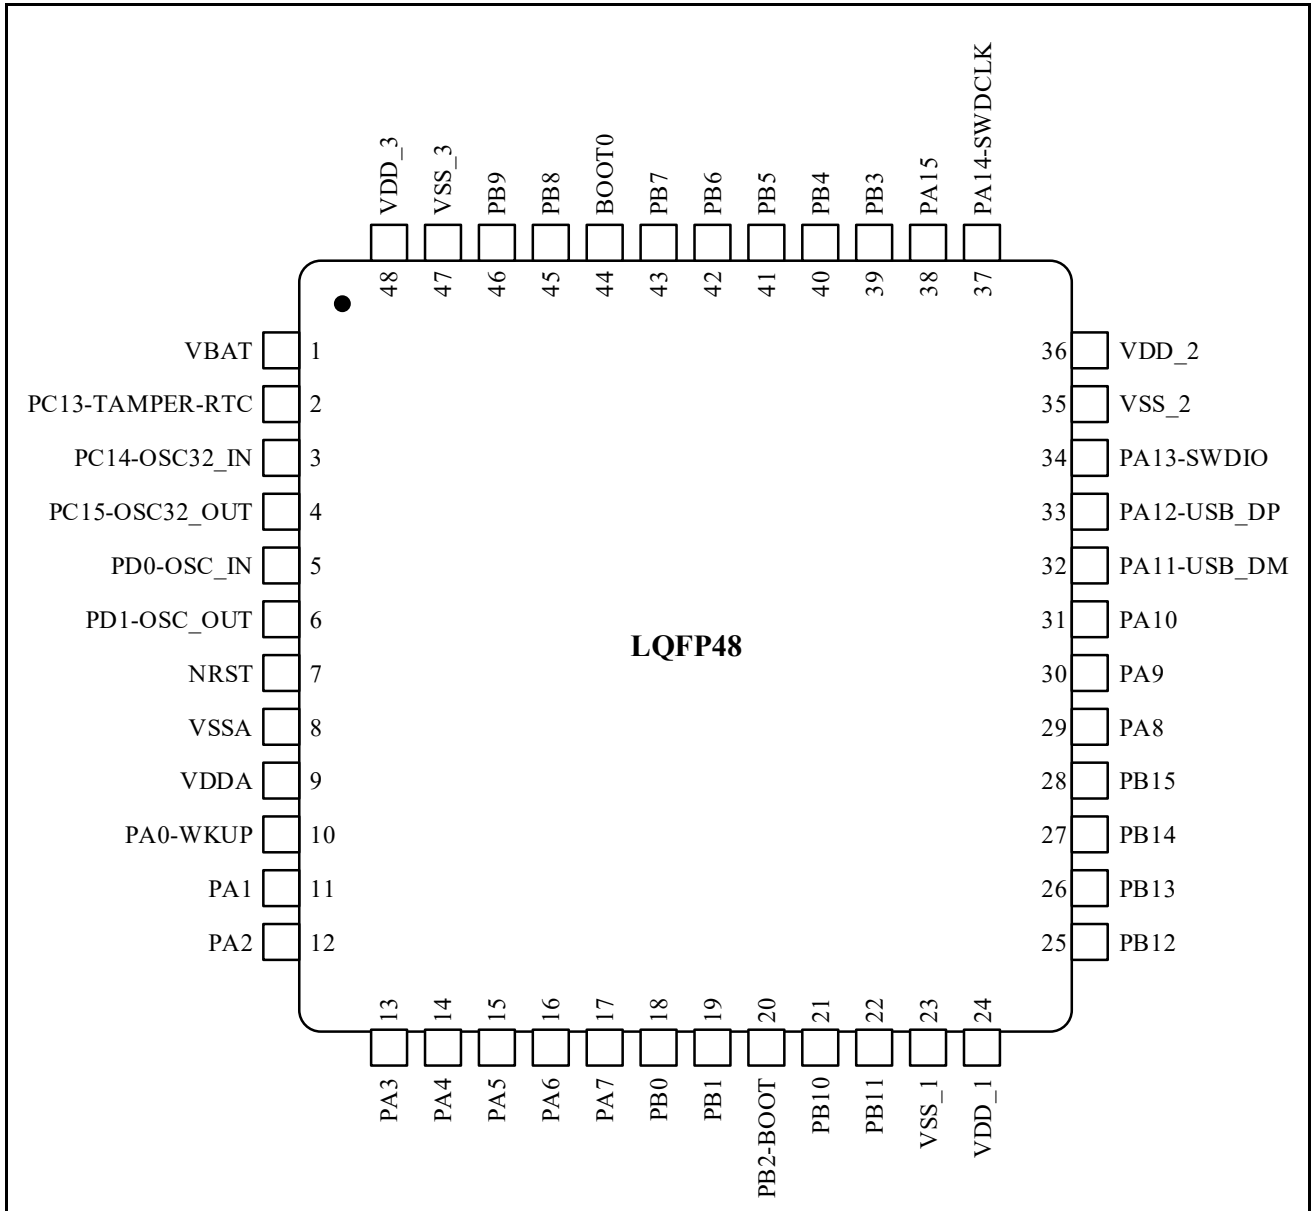 VDD_3
VSS_3
PB9
PB8
BOOT0
PB7
PB6
PB5
PB4
PB3
PA15
PA14-SWDCLK
48
47
46
45
44
43
42
41
40
39
38
37
VBAT 1
PC13-TAMPER-RTC 2
PC14-OSC32_IN 3
PC15-OSC32_OUT 4
PD0-OSC_IN 5
PD1-OSC_OUT 6
NRST 7
VSSA 8
VDDA 9
PA0-WKUP 10
PA1 11
PA2 12
LQFP48
36 VDD_2
35 VSS_2
34 PA13-SWDIO
33 PA12-USB_DP
32 PA11-USB_DM
31 PA10
30 PA9
29 PA8
28 PB15
27 PB14
26 PB13
25 PB12
13
14
15
16
17
18
19
20
21
22
23
24
PA3
PA4
PA5
PA6
PA7
PB0
PB1
PB2-BOOT
PB10
PB11
VSS_1
VDD_1